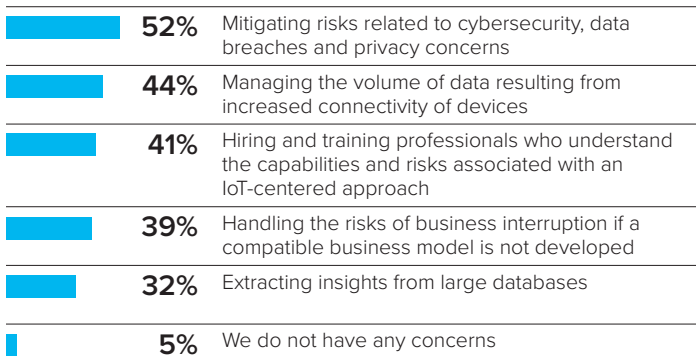 52% Mitigating risks related to cybersecurity, data
breaches and privacy concerns
44% Managing the volume of data resulting from
increased connectivity of devices
41% Hiring and training professionals who understand
the capabilities and risks associated with an
IoT-centered approach
39% Handling the risks of business interruption if a
compatible business model is not developed
32% Extracting insights from large databases
5% We do not have any concerns